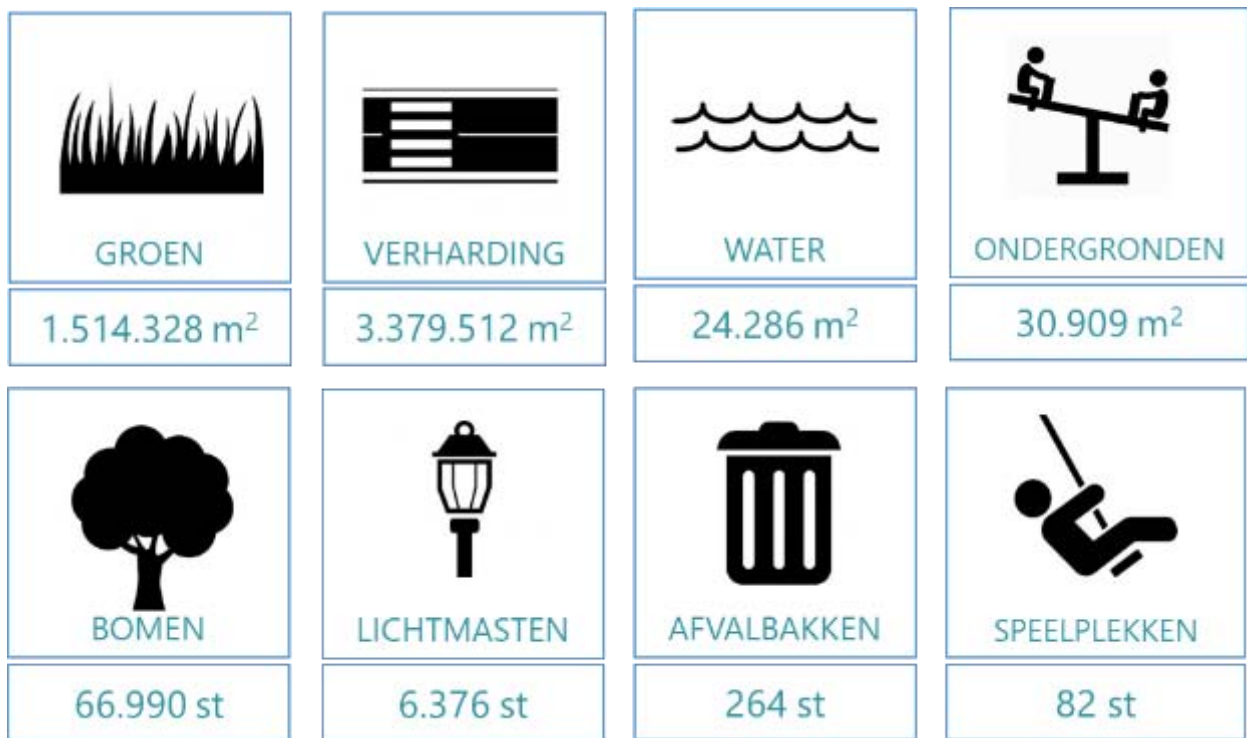 GROEN
VERHARDING
WATER
ONDERGRONDEN
1.514.328 m²
3.379.512 m²
24.286 m²
30.909 m²
BOMEN
LICHTMASTEN
AFVALBAKKEN
SPEELPLEKKEN
66.990 st
6.376 st
264 st
82 st